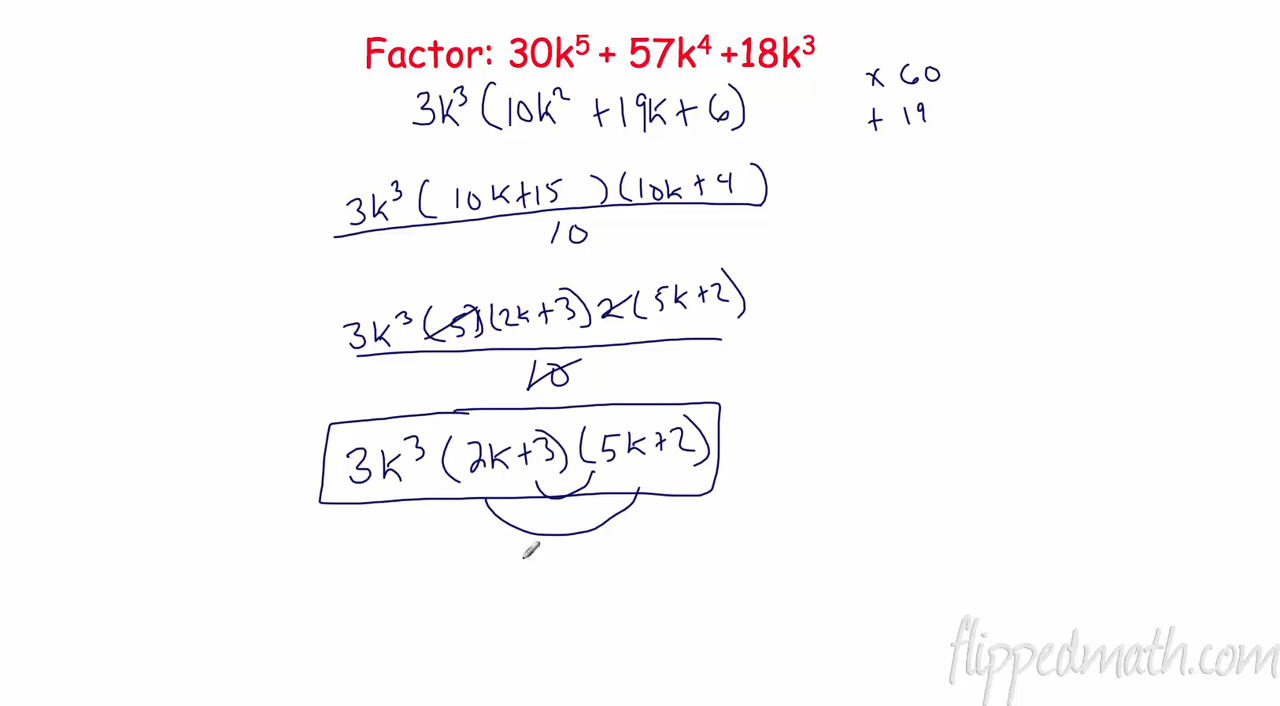 Factor: 30k⁵ + 57k⁴ +18k³
x 60
3k³ (10k² + 19k + 6)
+ 19
3k³ ( 10k+15 ) (10k + 4 )
10
3k³ (5)(2k+3) 2 (5k+2)
10
3k³ (2k+3) (5k+2)
flippedmath.com